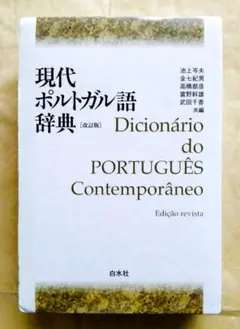 現代
ポルトガル語
辞典［改訂版］
池上岑夫
金七紀男
高橋都彦
富野幹雄
武田千香
共編
Dicionário
do
PORTUGUÊS
Contemporâneo
Edição revista
白水社